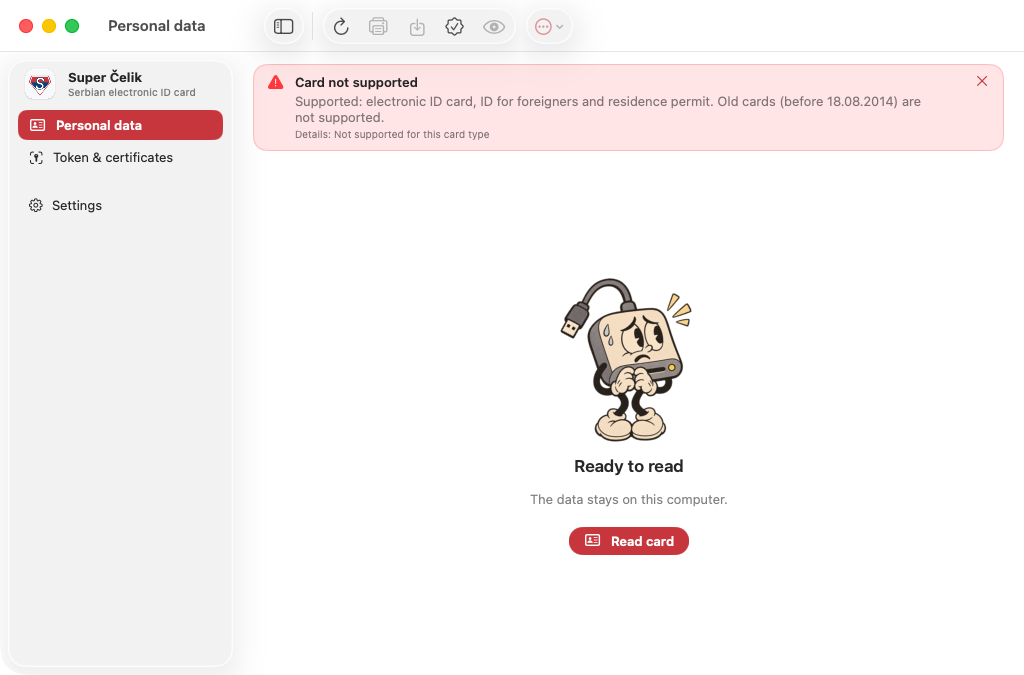 Personal data
Super Čelik
Serbian electronic ID card
Personal data
Token & certificates
Settings
Card not supported
Supported: electronic ID card, ID for foreigners and residence permit. Old cards (before 18.08.2014) are
not supported.
Details: Not supported for this card type
Ready to read
The data stays on this computer.
Read card